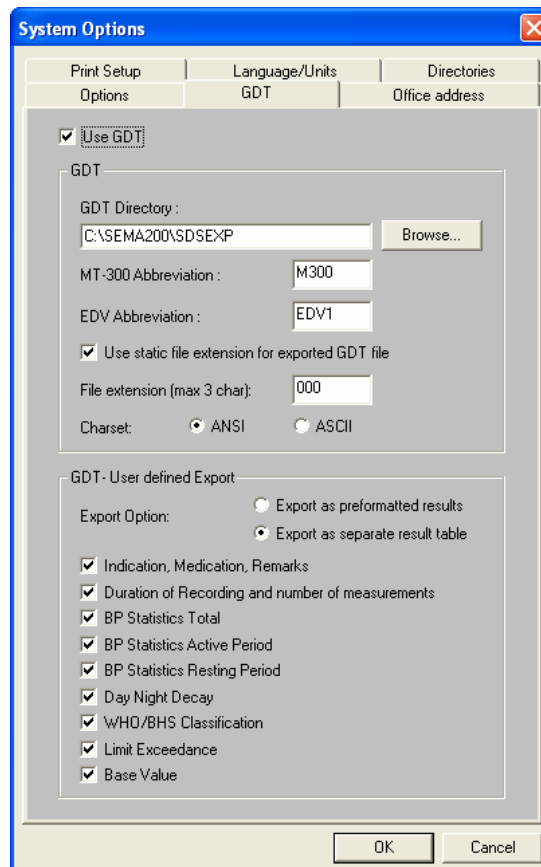 System Options
Print Setup Language/Units Directories
Options GDT Office address
Use GDT
GDT
GDT Directory :
C:\SEMA200\SDSEXP Browse...
MT-300 Abbreviation : M300
EDV Abbreviation : EDV1
Use static file extension for exported GDT file
File extension (max 3 char): 000
Charset: ANSI ASCII
GDT- User defined Export
Export Option: Export as preformatted results
Export as separate result table
Indication, Medication, Remarks
Duration of Recording and number of measurements
BP Statistics Total
BP Statistics Active Period
BP Statistics Resting Period
Day Night Decay
WHO/BHS Classification
Limit Exceedance
Base Value
OK Cancel